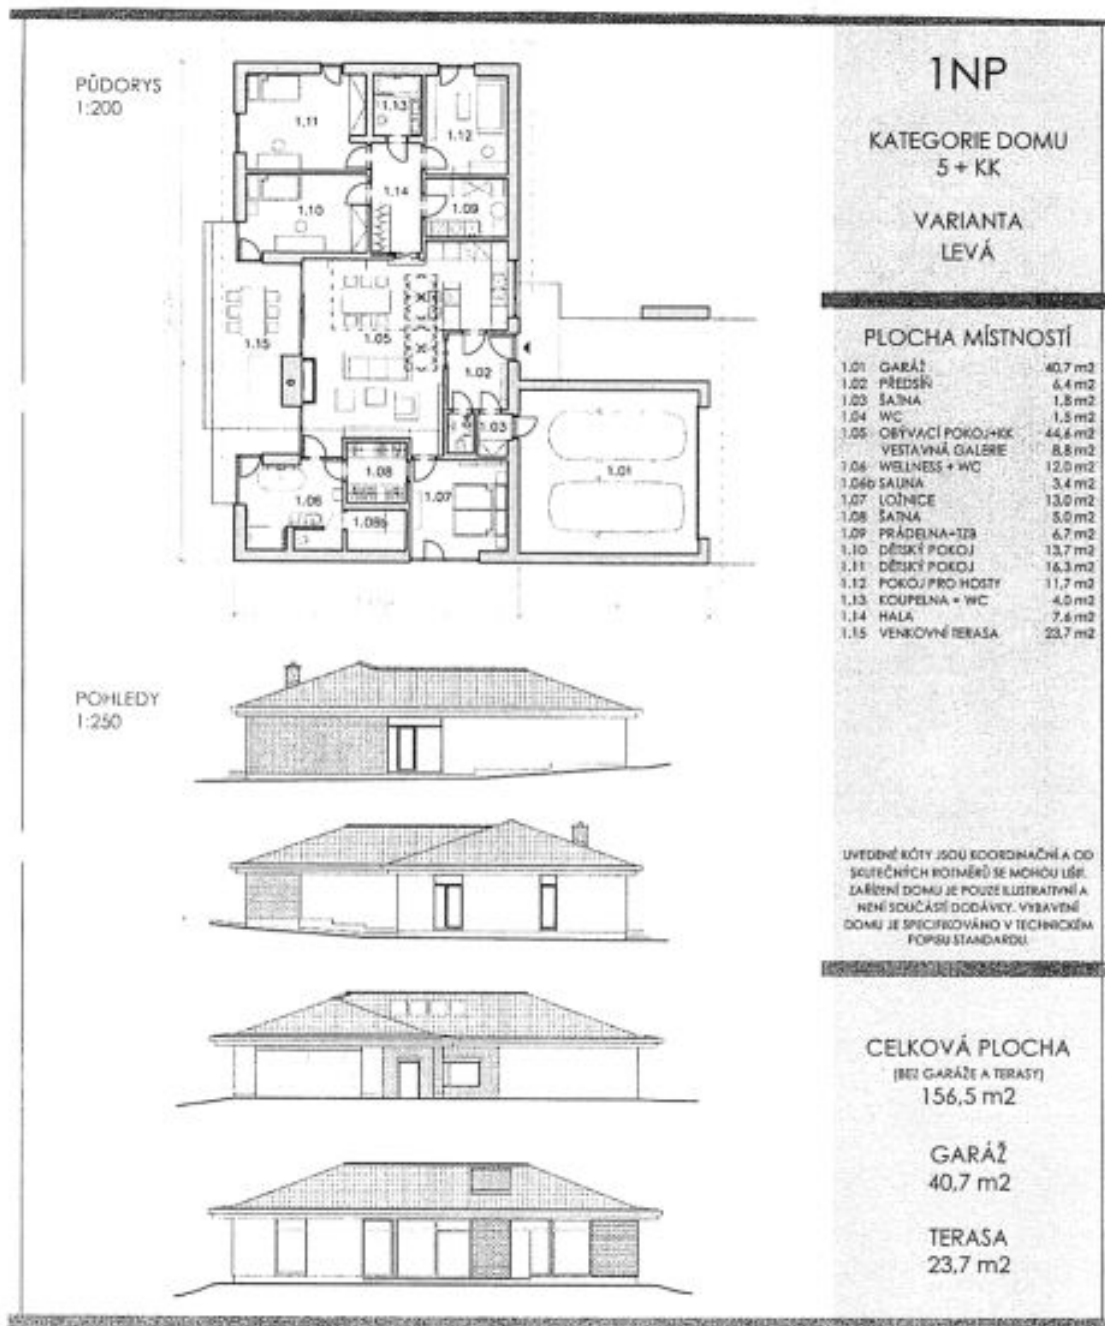 PŮDORYS
1:200
1.11
1.13
1.12
1.10
1.14
1.09
1.15
1.05
1.02
1.03
1.08
1.01
1.06
1.07
1.08b
POHLEDY
1:250
1NP
KATEGORIE DOMU
5 + KK
VARIANTA
LEVÁ
PLOCHA MÍSTNOSTÍ
1.01 GARÁŽ 40,7 m2
1.02 PŘEDSÍŇ 6,4 m2
1.03 ŠATNA 1,8 m2
1.04 WC 1,5 m2
1.05 OBÝVACÍ POKOJ+KK 44,6 m2
VESTAVNÁ GALERIE 8,8 m2
1.06 WELLNESS + WC 12,0 m2
1.06b SAUNA 3,4 m2
1.07 LOŽNICE 13,0 m2
1.08 ŠATNA 5,0 m2
1.09 PRÁDELNA+TZB 6,7 m2
1.10 DĚTSKÝ POKOJ 13,7 m2
1.11 DĚTSKÝ POKOJ 16,3 m2
1.12 POKOJ PRO HOSTY 11,7 m2
1.13 KOUPELNA + WC 4,0 m2
1.14 HALA 7,6 m2
1.15 VENKOVNÍ TERASA 23,7 m2
UVEDENÉ KÓTY JSOU KOORDINAČNÍ A OD
SKUTEČNÝCH ROZMĚRŮ SE MOHOU LIŠIT.
ZAŘÍZENÍ DOMU JE POUZE ILUSTRATIVNÍ A
NENÍ SOUČÁSTÍ DODÁVKY. VYBAVENÍ
DOMU JE SPECIFIKOVÁNO V TECHNICKÉM
POPISU STANDARDU.
CELKOVÁ PLOCHA
(BEZ GARÁŽE A TERASY)
156,5 m2
GARÁŽ
40,7 m2
TERASA
23,7 m2